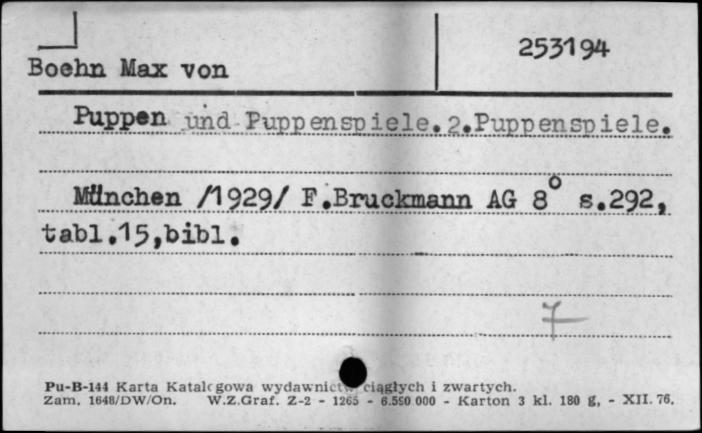 253194
Boehn Max von
Puppen und Puppenspiele. 2. Puppenspiele.
München /1929/ F.Bruckmann AG 8° s.292,
tabl.15,bibl.
7
Pu-B-144 Karta Katalogowa wydawnictw ciągłych i zwartych.
Zam. 1648/DW/On. W.Z.Graf. Z-2 - 1265 - 6.590.000 - Karton 3 kl. 180 g, - XII. 76.